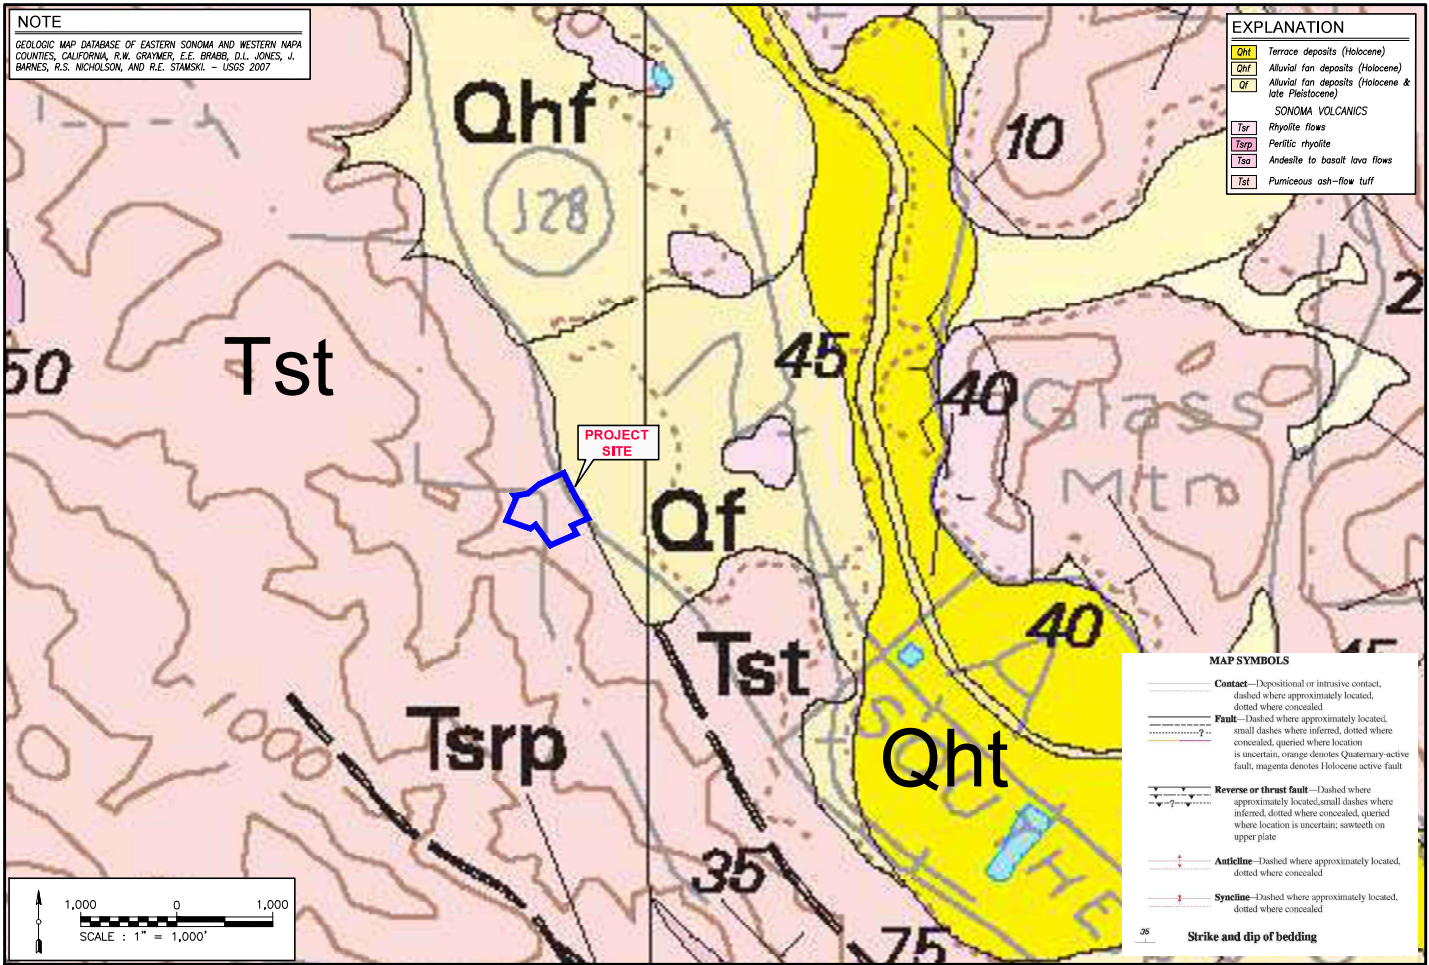 NOTE
GEOLOGIC MAP DATABASE OF EASTERN SONOMA AND WESTERN NAPA
COUNTIES, CALIFORNIA, R.W. GRAYMER, E.E. BRABB, D.L. JONES, J.
BARNES, R.S. NICHOLSON, AND R.E. STAMSKI. - USGS 2007
EXPLANATION
Qht Terrace deposits (Holocene)
Qhf Alluvial fan deposits (Holocene)
Qf Alluvial fan deposits (Holocene &
late Pleistocene)
SONOMA VOLCANICS
Tsr Rhyolite flows
Tsrp Perlitic rhyolite
Tsa Andesite to basalt lava flows
Tst Pumiceous ash-flow tuff
Qhf
10
128
2
45
Tst
50
40
Glass
Mtn
PROJECT
SITE
Qf
40
45
Tst
Tsrp
SOU
HE
Qht
35
75
MAP SYMBOLS
Contact—Depositional or intrusive contact,
dashed where approximately located,
dotted where concealed
Fault—Dashed where approximately located,
small dashes where inferred, dotted where
concealed, queried where location
is uncertain, orange denotes Quaternary-active
fault, magenta denotes Holocene active fault
?
Reverse or thrust fault—Dashed where
approximately located,small dashes where
inferred, dotted where concealed, queried
where location is uncertain; sawteeth on
upper plate
?
Anticline—Dashed where approximately located,
dotted where concealed
Syncline—Dashed where approximately located,
dotted where concealed
35 Strike and dip of bedding
1,000 0 1,000
SCALE : 1" = 1,000'